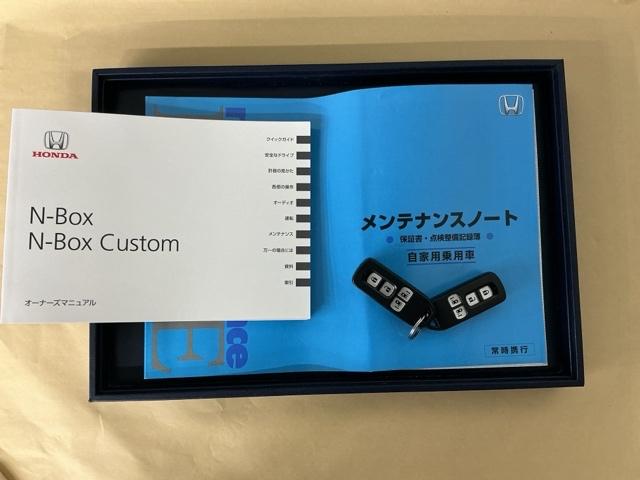 HONDA
N-Box
N-Box Custom
オーナーズマニュアル
クイックガイド
安全なドライブ
計器の見かた
各部の操作
オーディオ
運転
メンテナンス
万一の場合には
資料
索引
メンテナンスノート
保証書・点検整備記録簿
自家用乗用車
常時携行
nce